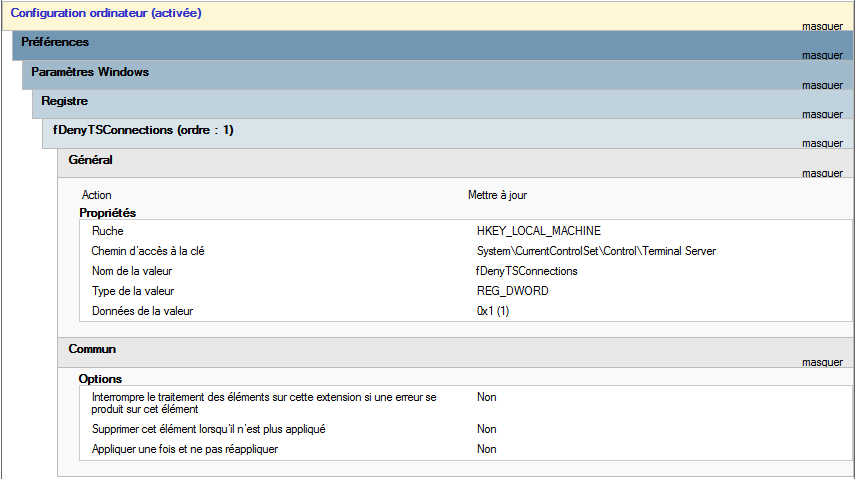 Configuration ordinateur (activée)
masquer
Préférences
masquer
Paramètres Windows
masquer
Registre
masquer
fDenyTSConnections (ordre : 1)
masquer
Général
masquer
Action Mettre à jour
Propriétés
Ruche HKEY_LOCAL_MACHINE
Chemin d'accès à la clé System\CurrentControlSet\Control\Terminal Server
Nom de la valeur fDenyTSConnections
Type de la valeur REG_DWORD
Données de la valeur 0x1 (1)
Commun
masquer
Options
Interrompre le traitement des éléments sur cette extension si une erreur se Non
produit sur cet élément
Supprimer cet élément lorsqu'il n'est plus appliqué Non
Appliquer une fois et ne pas réappliquer Non